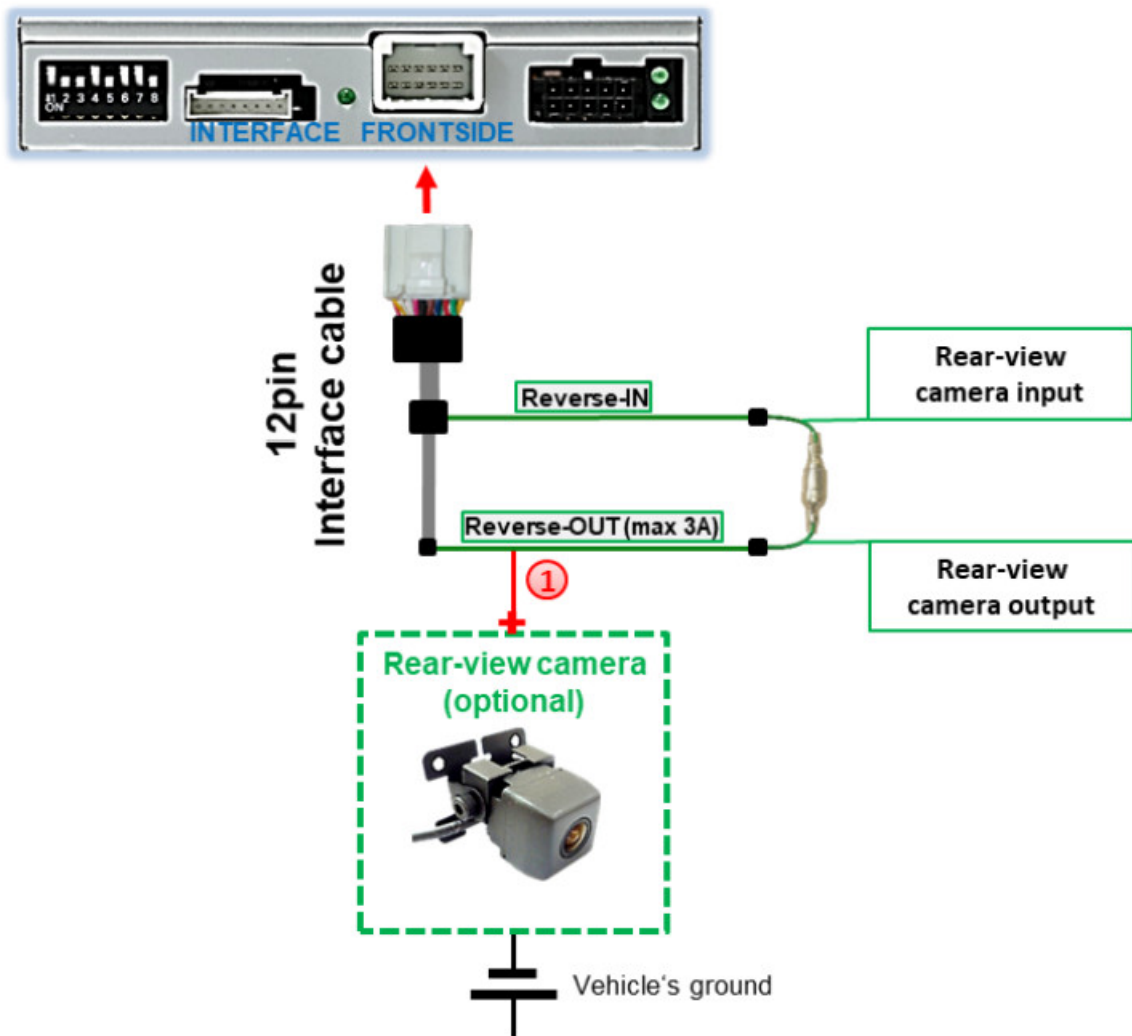 1 2 3 4 5 6 7 8
ON
INTERFACE FRONTSIDE
12pin
Interface cable
Reverse-IN
Rear-view
camera input
Reverse-OUT(max 3A)
Rear-view
camera output
1
Rear-view camera
(optional)
Vehicle‘s ground